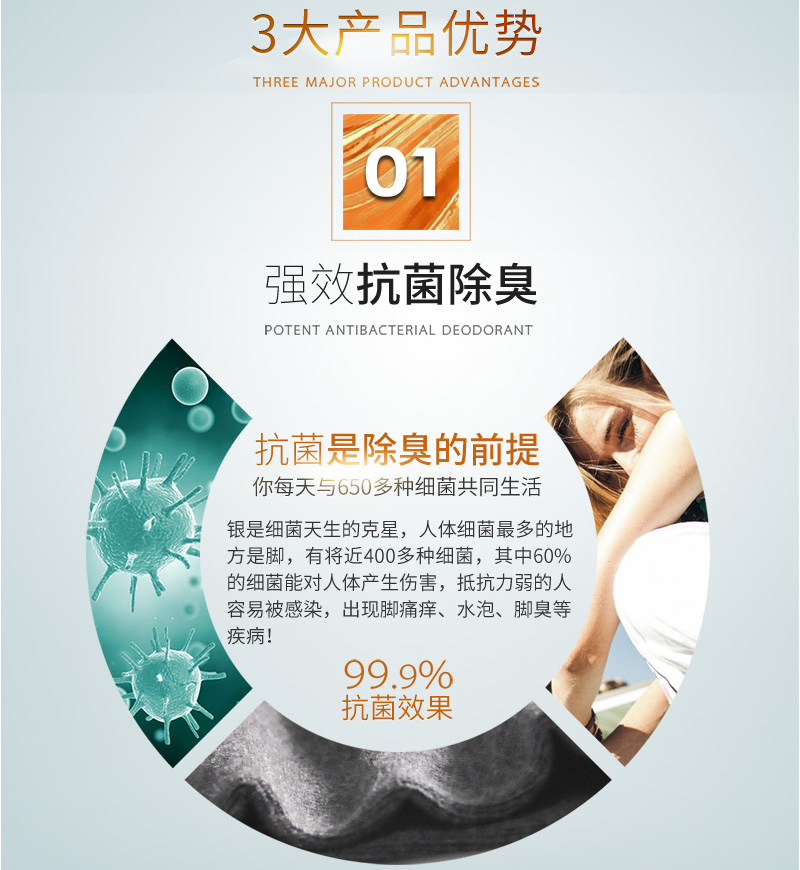 3大产品优势
THREE MAJOR PRODUCT ADVANTAGES
01
强效抗菌除臭
POTENT ANTIBACTERIAL DEODORANT
抗菌是除臭的前提
你每天与650多种细菌共同生活
银是细菌天生的克星，人体细菌最多的地
方是脚，有将近400多种细菌，其中60%
的细菌能对人体产生伤害，抵抗力弱的人
容易被感染，出现脚痛痒、水泡、脚臭等
疾病！
99.9%
抗菌效果